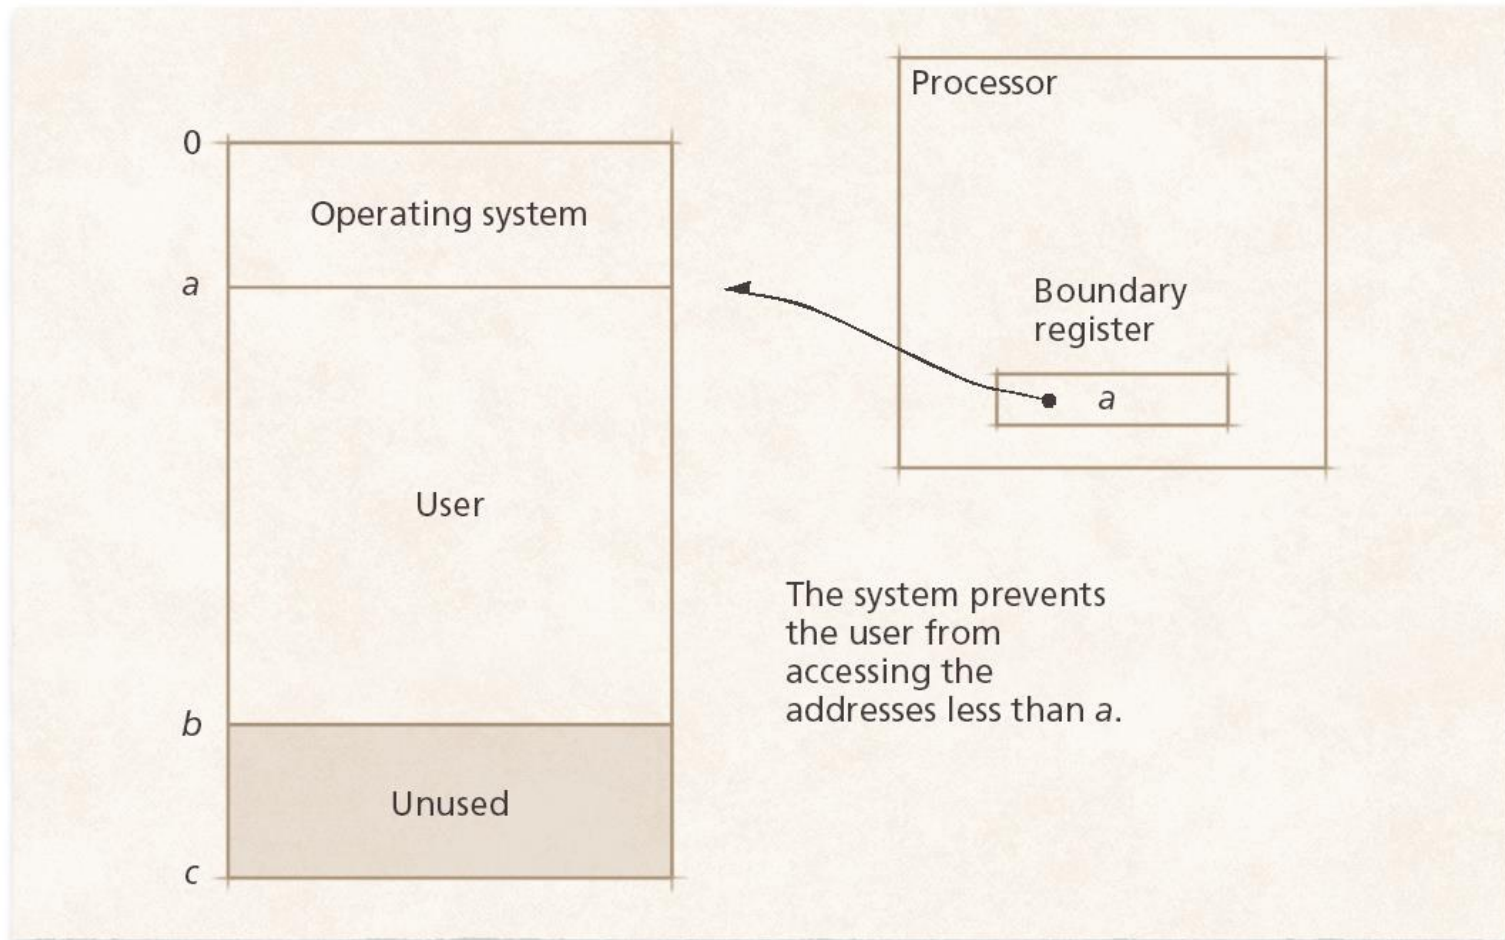 0
Operating system
a
User
b
Unused
c
Processor
Boundary
register
a
The system prevents
the user from
accessing the
addresses less than a.